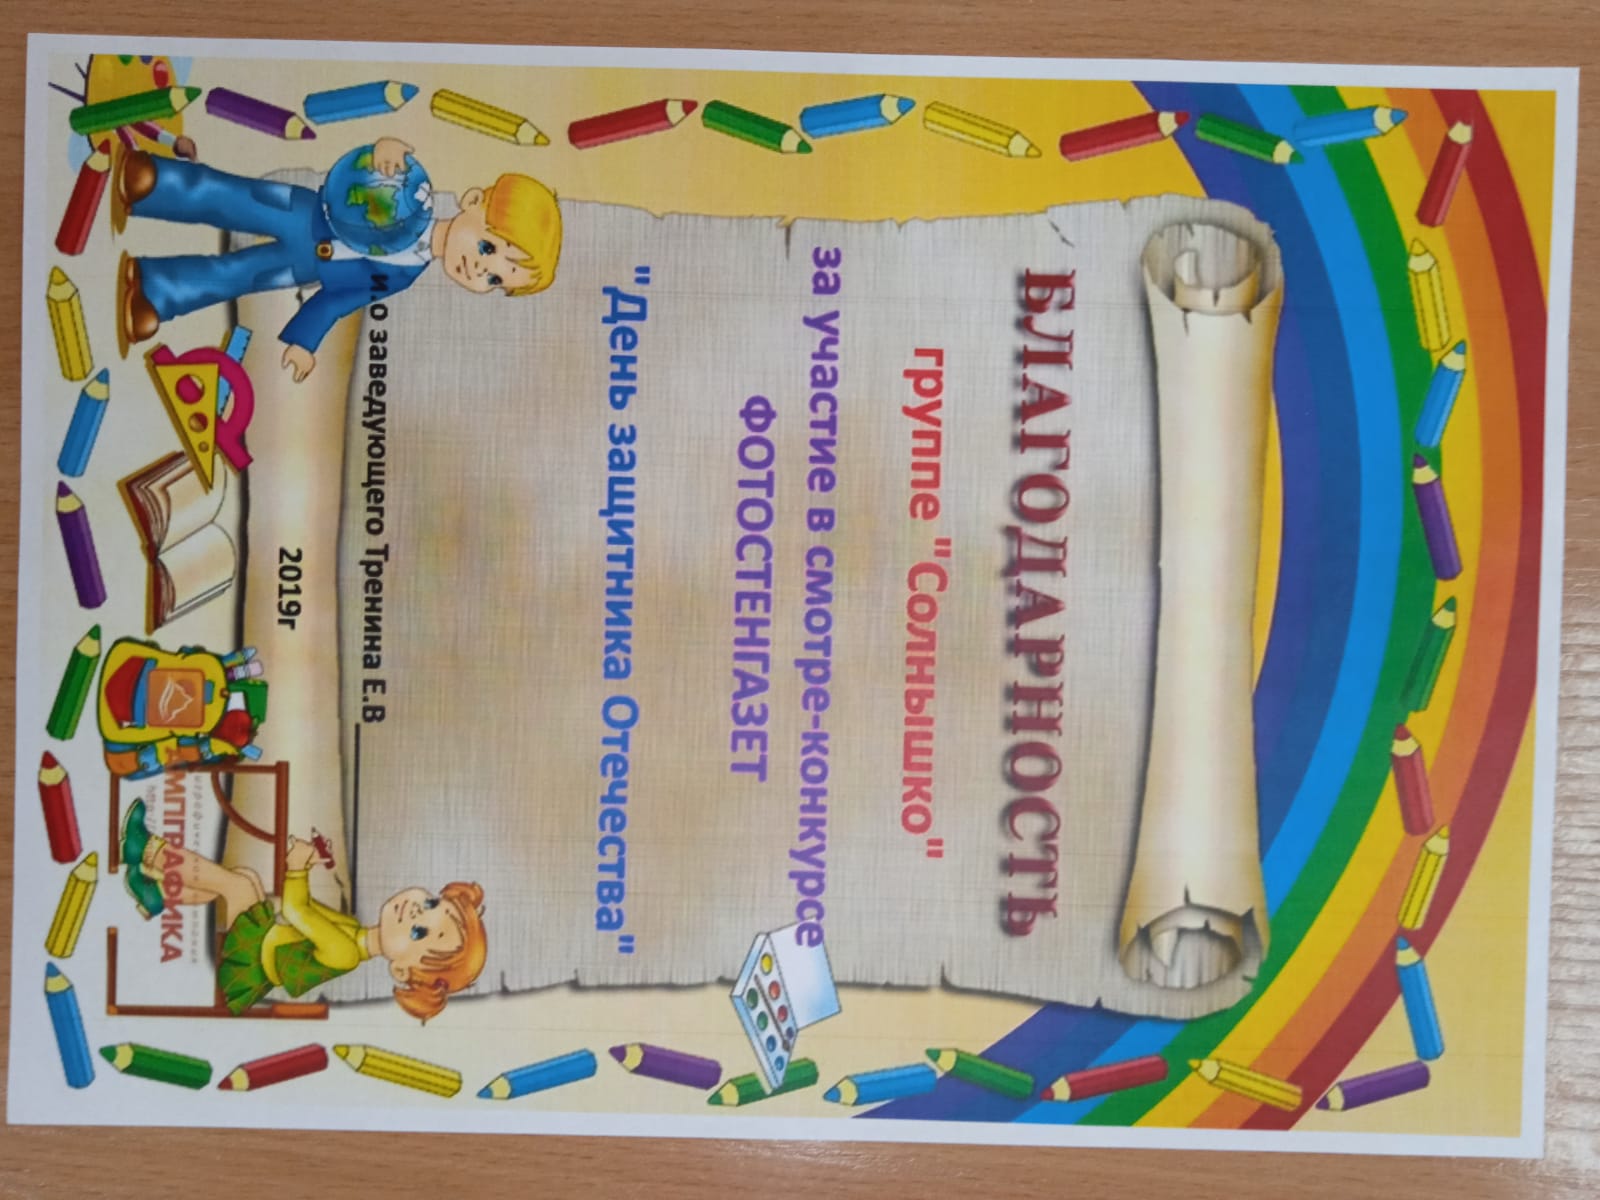 БЛАГОДАРНОСТЬ
группе "Солнышко"
за участие в смотре-конкурсе
ФОТОСТЕНГАЗЕТ
"День защитника Отечества"
и.о заведующего Тренина Е.В
2019г